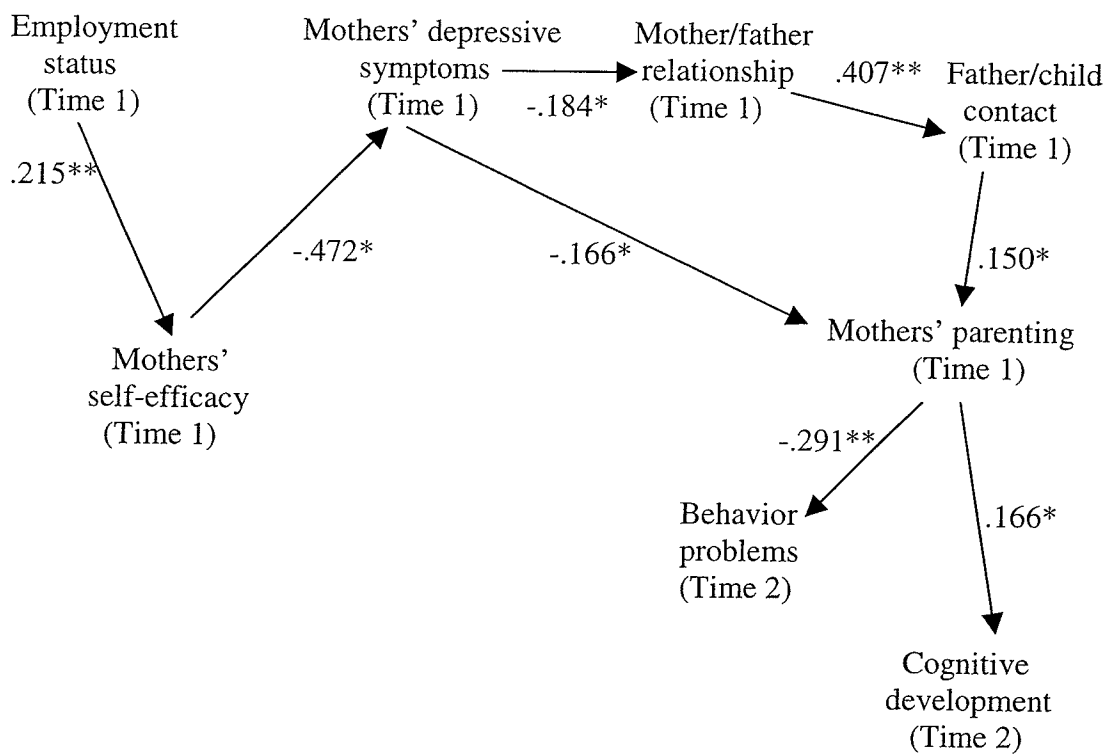 Employment
status
(Time 1)
Mothers' depressive
symptoms
(Time 1)
-.184*
Mother/father
relationship
(Time 1)
.407**
Father/child
contact
(Time 1)
.215**
-.472*
-.166*
.150*
Mothers'
self-efficacy
(Time 1)
Mothers' parenting
(Time 1)
-.291**
.166*
Behavior
problems
(Time 2)
Cognitive
development
(Time 2)